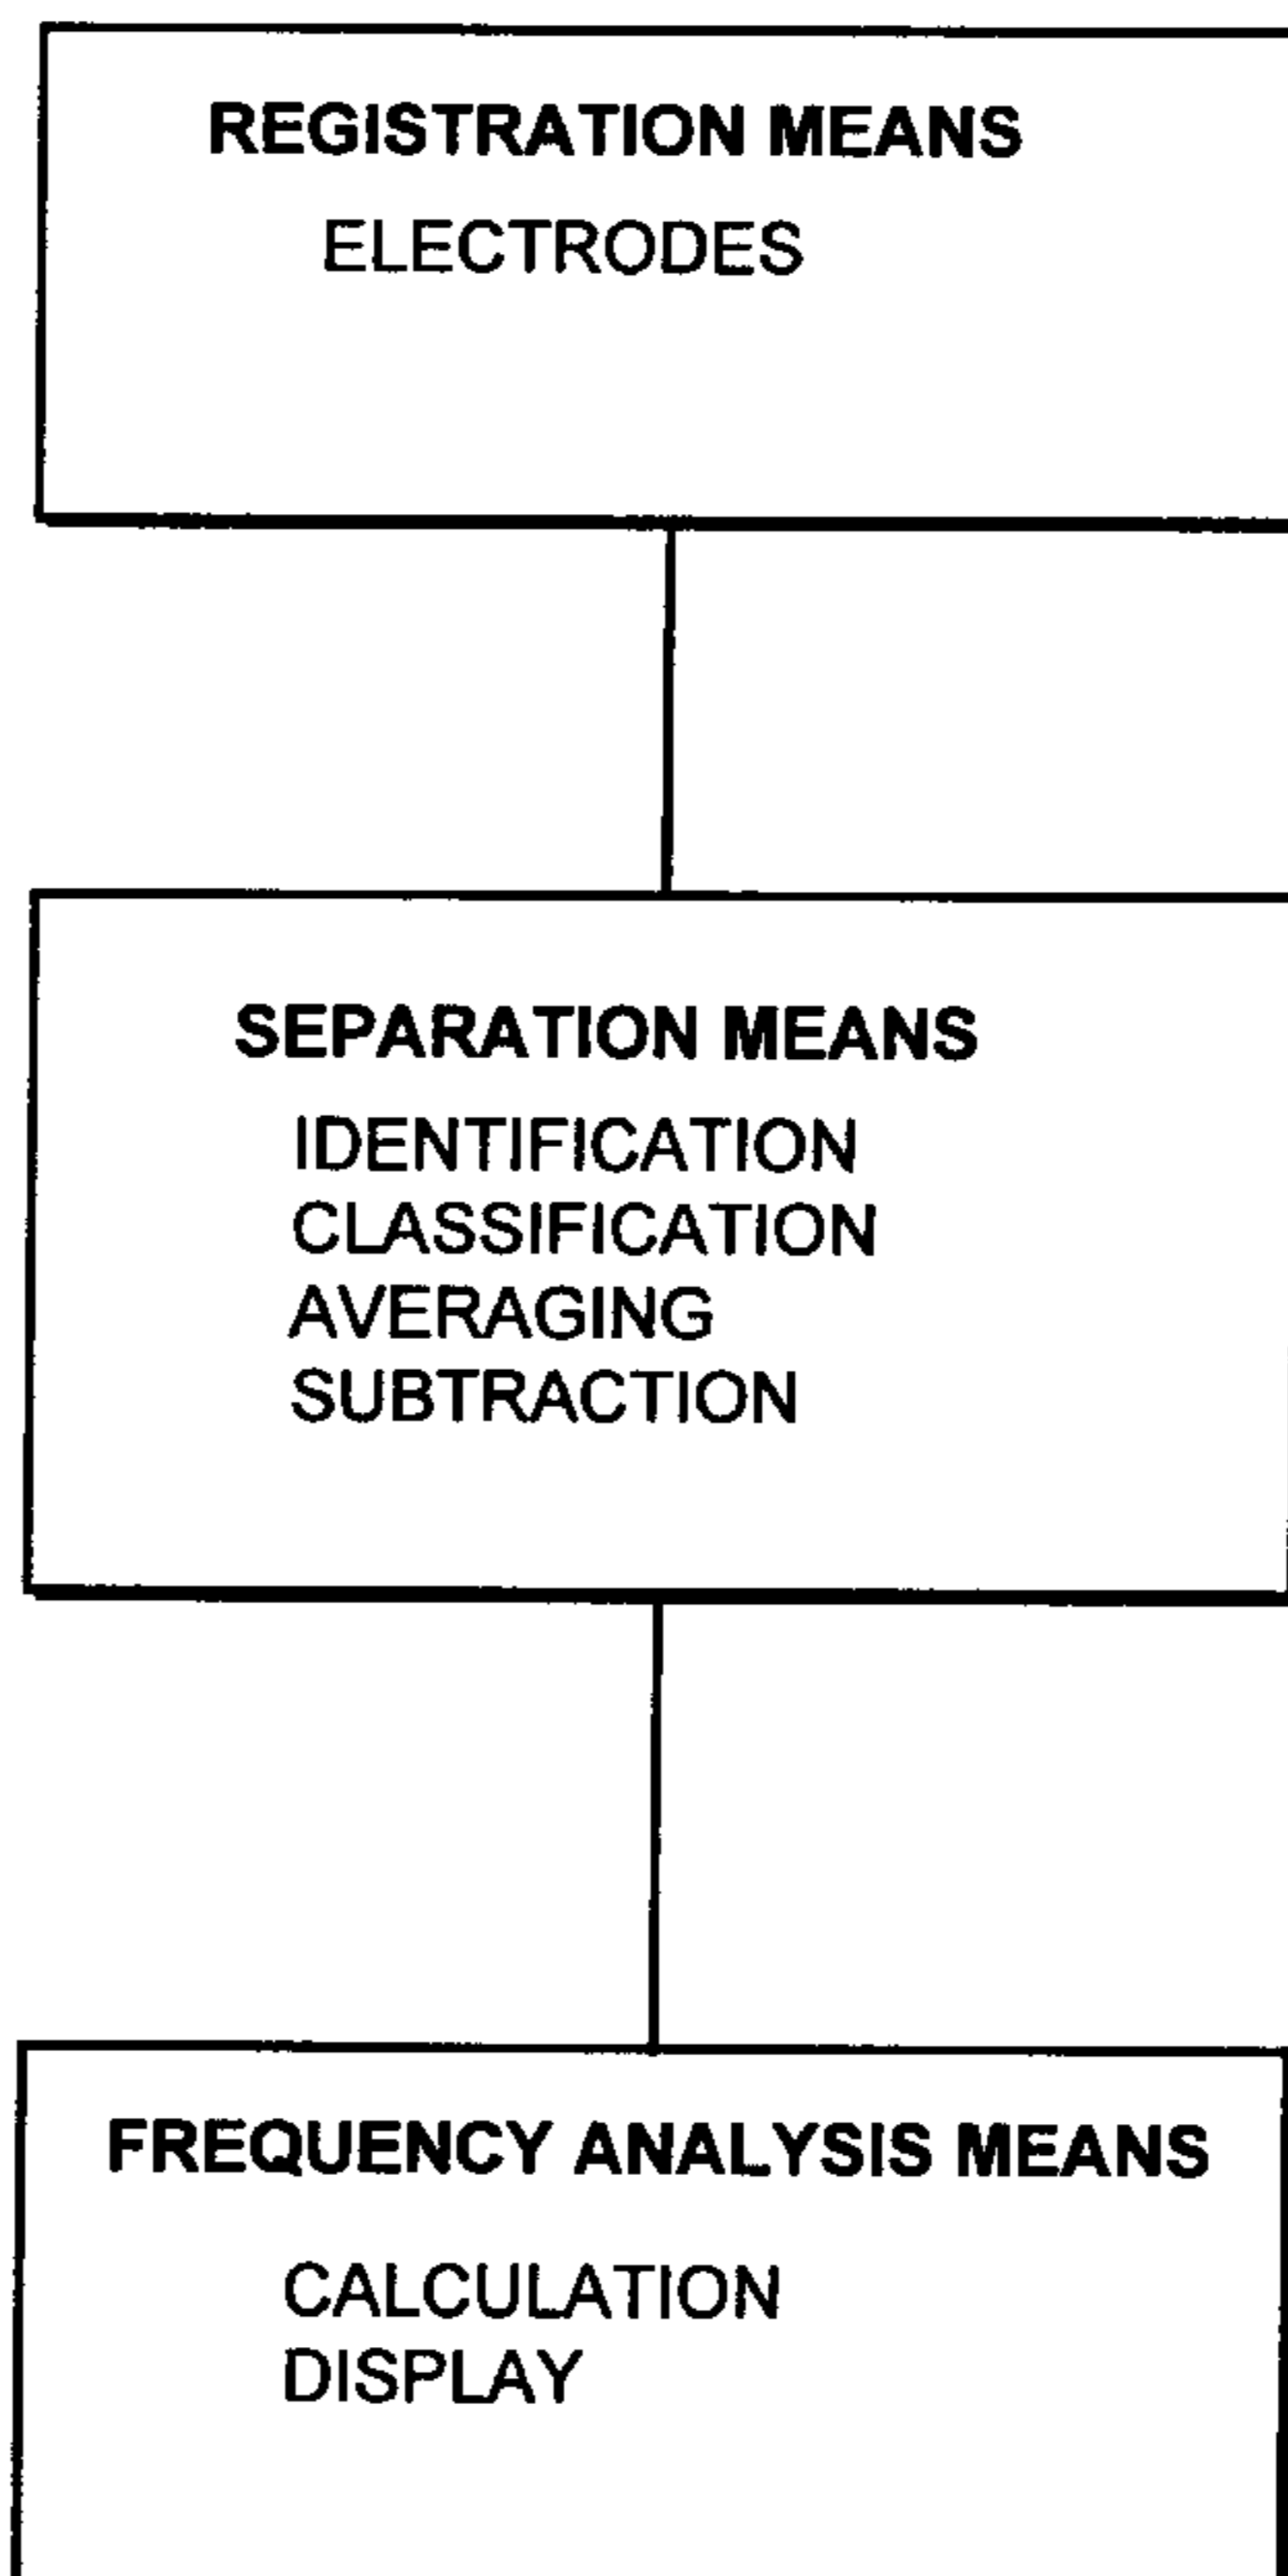 REGISTRATION MEANS
ELECTRODES
SEPARATION MEANS
IDENTIFICATION
CLASSIFICATION
AVERAGING
SUBTRACTION
FREQUENCY ANALYSIS MEANS
CALCULATION
DISPLAY